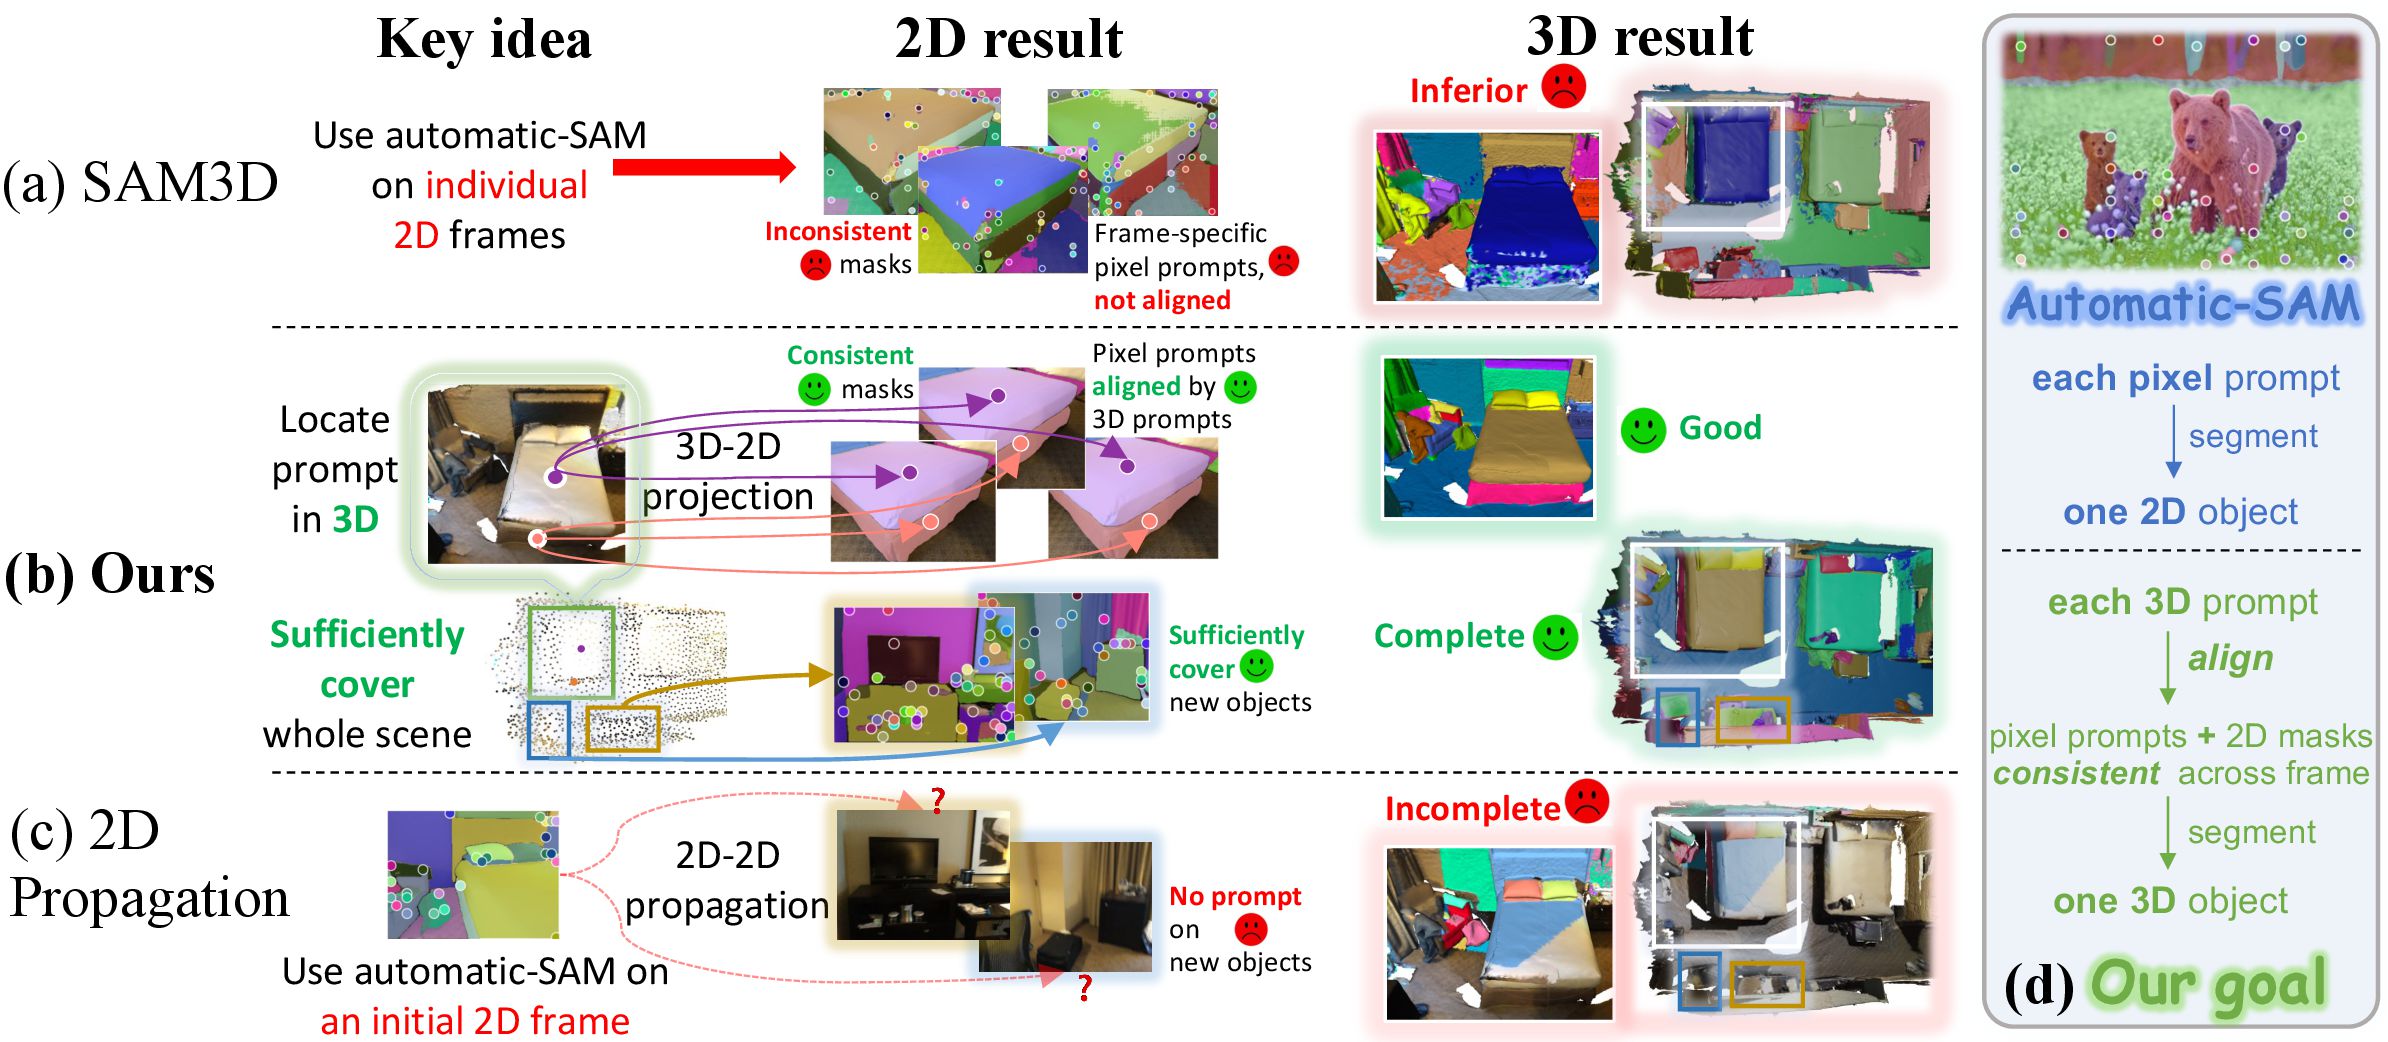 Key idea
2D result
3D result
(a) SAM3D
Use automatic-SAM
on individual
2D frames
Inconsistent
masks
Frame-specific
pixel prompts,
not aligned
Inferior
(b) Ours
Locate
prompt
in 3D
3D-2D
projection
Consistent
masks
Pixel prompts
aligned by
3D prompts
Good
Sufficiently
cover
whole scene
Sufficiently
cover
new objects
Complete
(c) 2D
Propagation
Use automatic-SAM on
an initial 2D frame
2D-2D
propagation
?
?
No prompt
on
new objects
Incomplete
Automatic-SAM
each pixel prompt
segment
one 2D object
each 3D prompt
align
pixel prompts + 2D masks
consistent across frame
segment
one 3D object
(d) Our goal